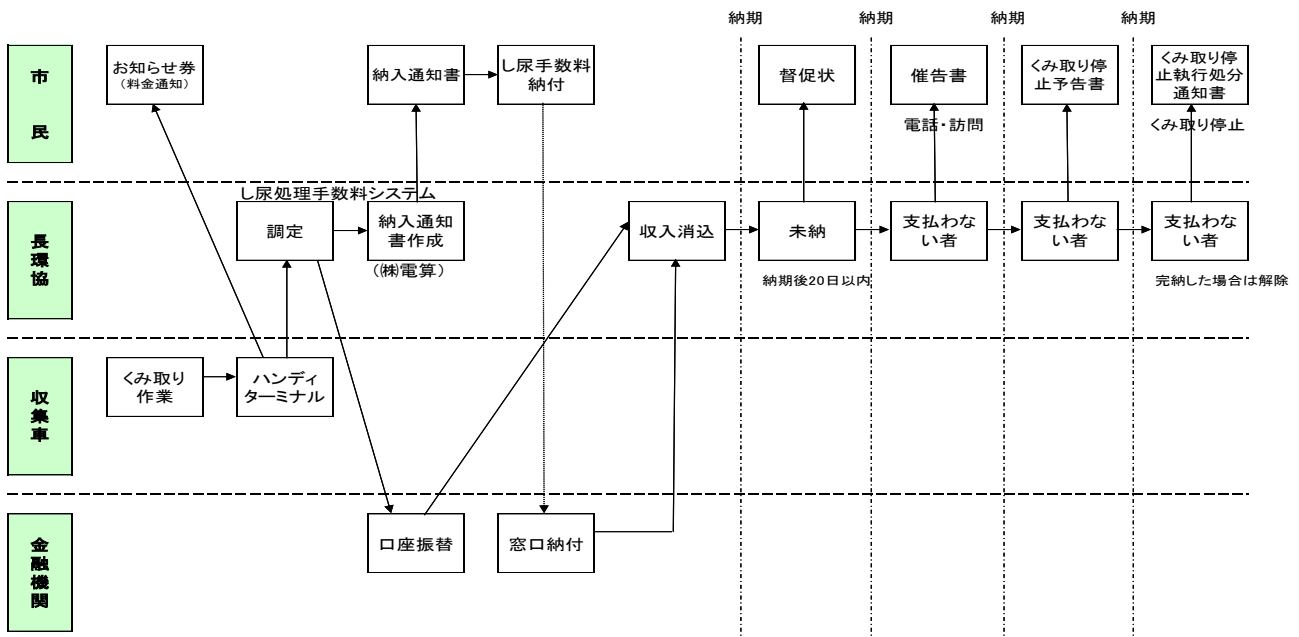 納期
納期
納期
納期
市民
お知らせ券
(料金通知)
納入通知書
し尿手数料
納付
督促状
催告書
電話・訪問
くみ取り停
止予告書
くみ取り停
止執行処分
通知書
くみ取り停止
し尿処理手数料システム
長環協
調定
納入通知
書作成
(㈱電算)
収入消込
未納
納期後20日以内
支払わな
い者
支払わな
い者
支払わな
い者
完納した場合は解除
収集車
くみ取り
作業
ハンディ
ターミナル
金融機関
口座振替
窓口納付